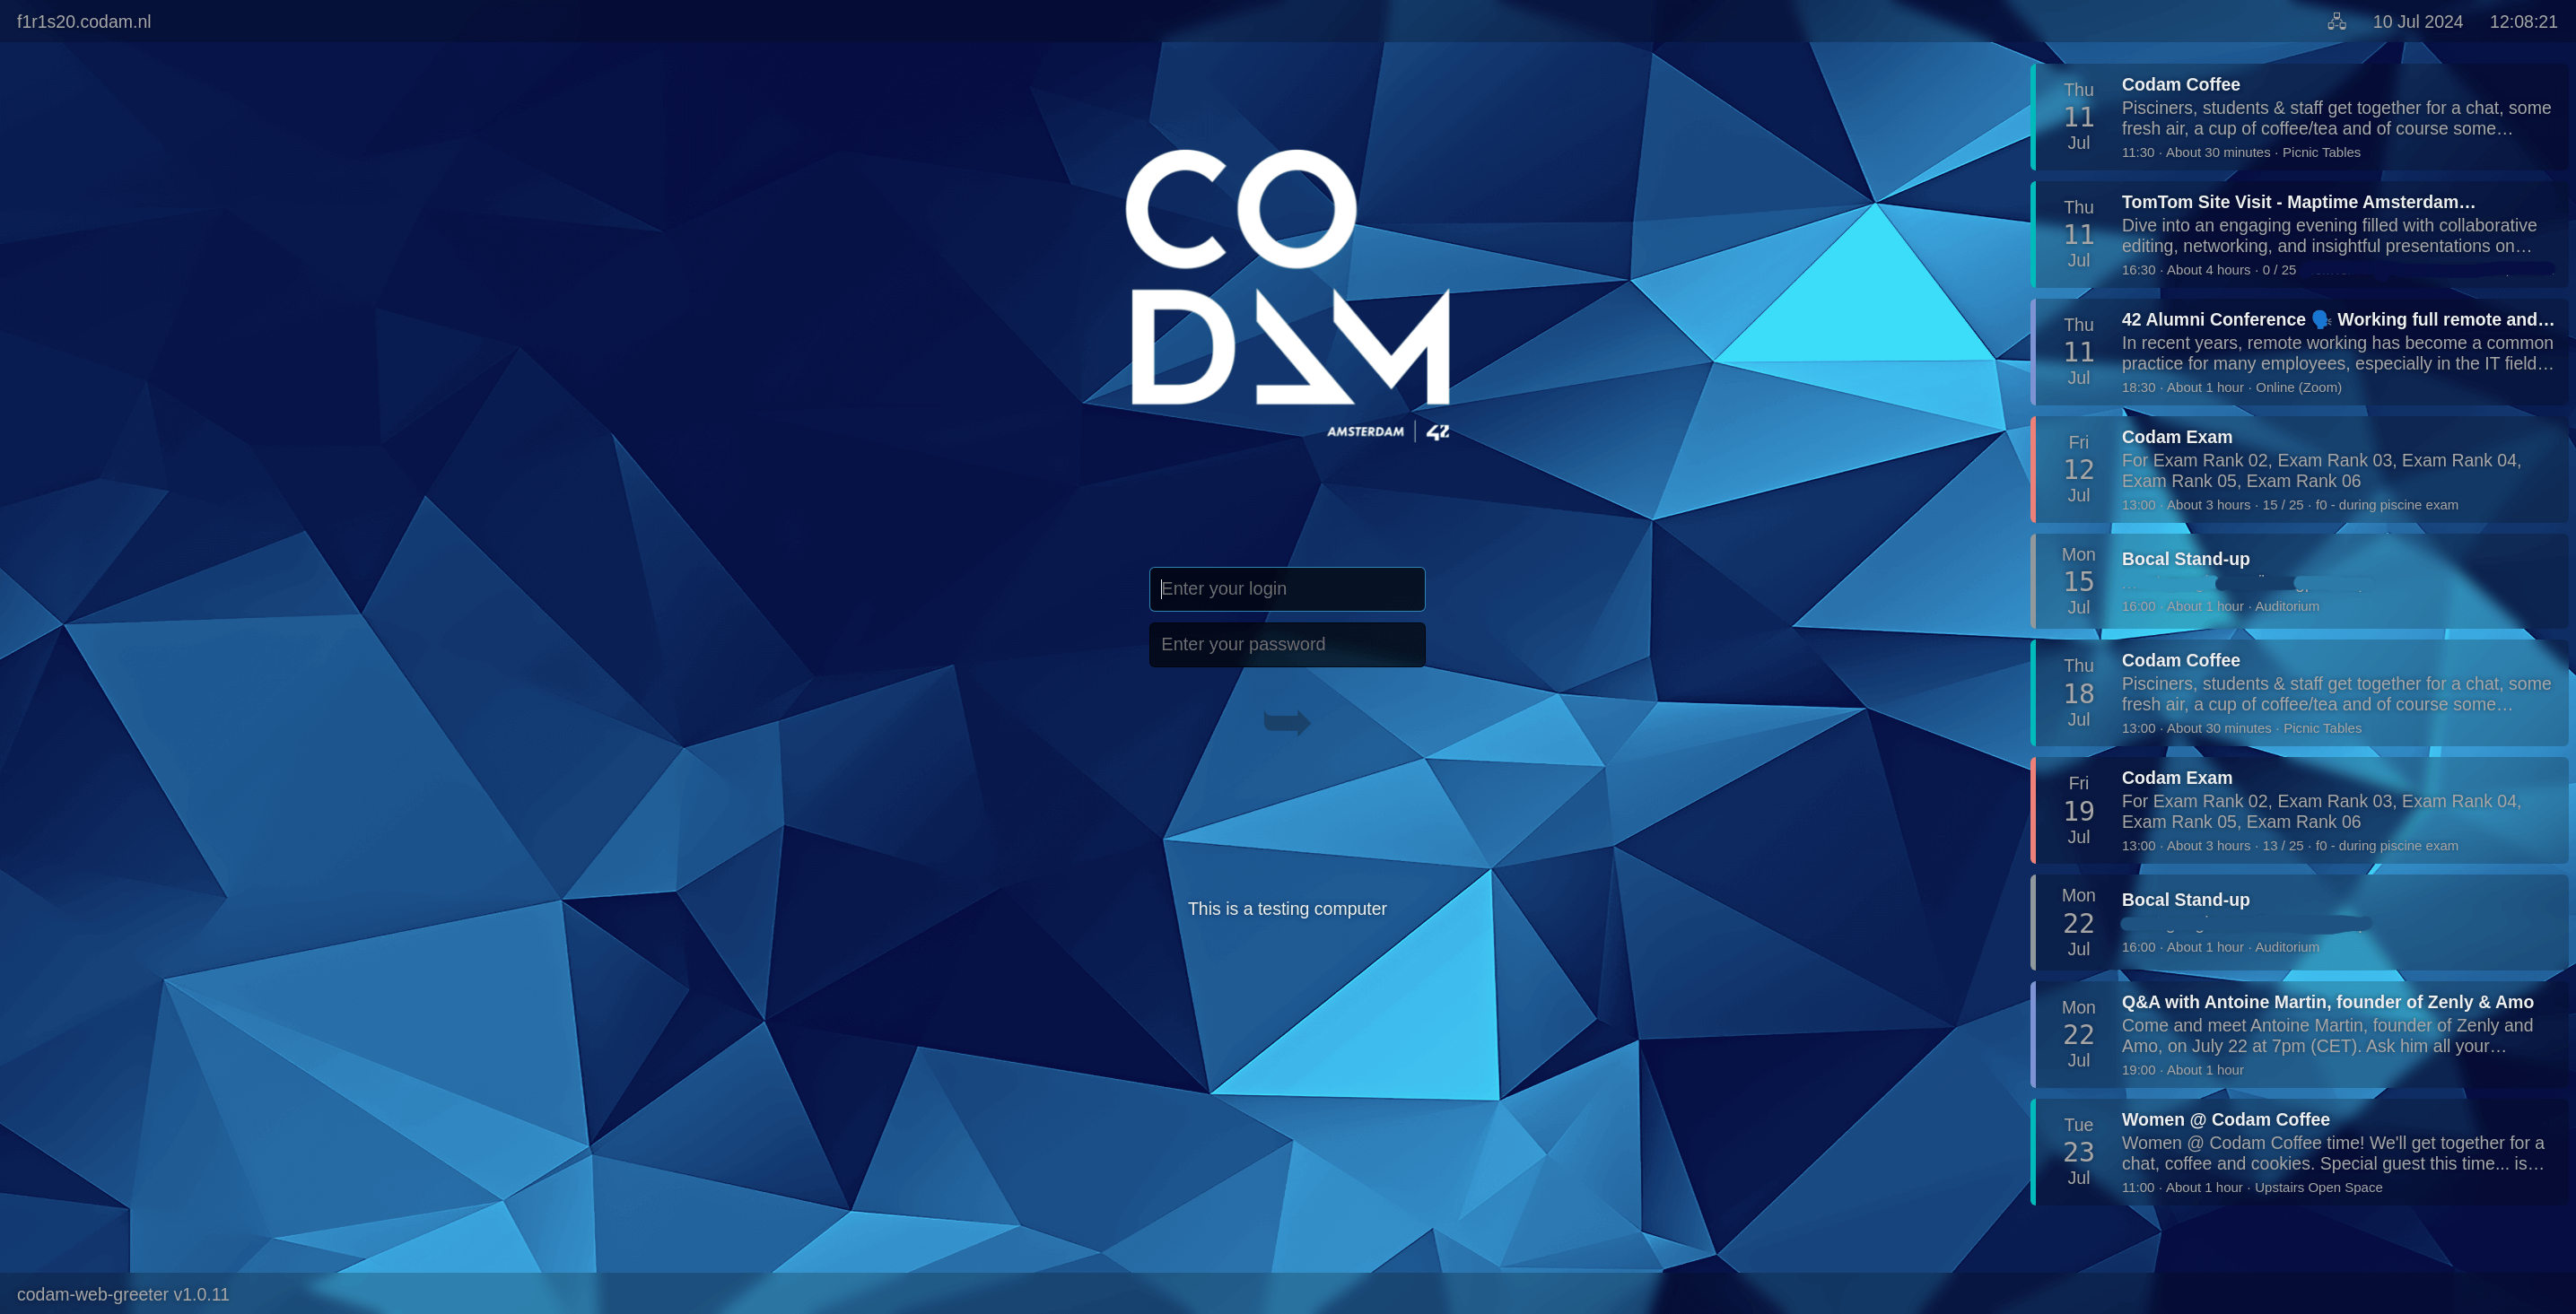 f1r1s20.codam.nl
10 Jul 2024 12:08:21
CO
DAM
AMSTERDAM | 42
Enter your login
Enter your password
This is a testing computer
Thu
11
Jul
Codam Coffee
Pisciners, students & staff get together for a chat, some
fresh air, a cup of coffee/tea and of course some…
11:30 · About 30 minutes · Picnic Tables
Thu
11
Jul
TomTom Site Visit - Maptime Amsterdam…
Dive into an engaging evening filled with collaborative
editing, networking, and insightful presentations on…
16:30 · About 4 hours · 0 / 25
Thu
11
Jul
42 Alumni Conference 🗣️ Working full remote and…
In recent years, remote working has become a common
practice for many employees, especially in the IT field…
18:30 · About 1 hour · Online (Zoom)
Fri
12
Jul
Codam Exam
For Exam Rank 02, Exam Rank 03, Exam Rank 04,
Exam Rank 05, Exam Rank 06
13:00 · About 3 hours · 15 / 25 · f0 - during piscine exam
Mon
15
Jul
Bocal Stand-up
16:00 · About 1 hour · Auditorium
Thu
18
Jul
Codam Coffee
Pisciners, students & staff get together for a chat, some
fresh air, a cup of coffee/tea and of course some…
13:00 · About 30 minutes · Picnic Tables
Fri
19
Jul
Codam Exam
For Exam Rank 02, Exam Rank 03, Exam Rank 04,
Exam Rank 05, Exam Rank 06
13:00 · About 3 hours · 13 / 25 · f0 - during piscine exam
Mon
22
Jul
Bocal Stand-up
16:00 · About 1 hour · Auditorium
Mon
22
Jul
Q&A with Antoine Martin, founder of Zenly & Amo
Come and meet Antoine Martin, founder of Zenly and
Amo, on July 22 at 7pm (CET). Ask him all your…
19:00 · About 1 hour
Tue
23
Jul
Women @ Codam Coffee
Women @ Codam Coffee time! We'll get together for a
chat, coffee and cookies. Special guest this time... is…
11:00 · About 1 hour · Upstairs Open Space
codam-web-greeter v1.0.11